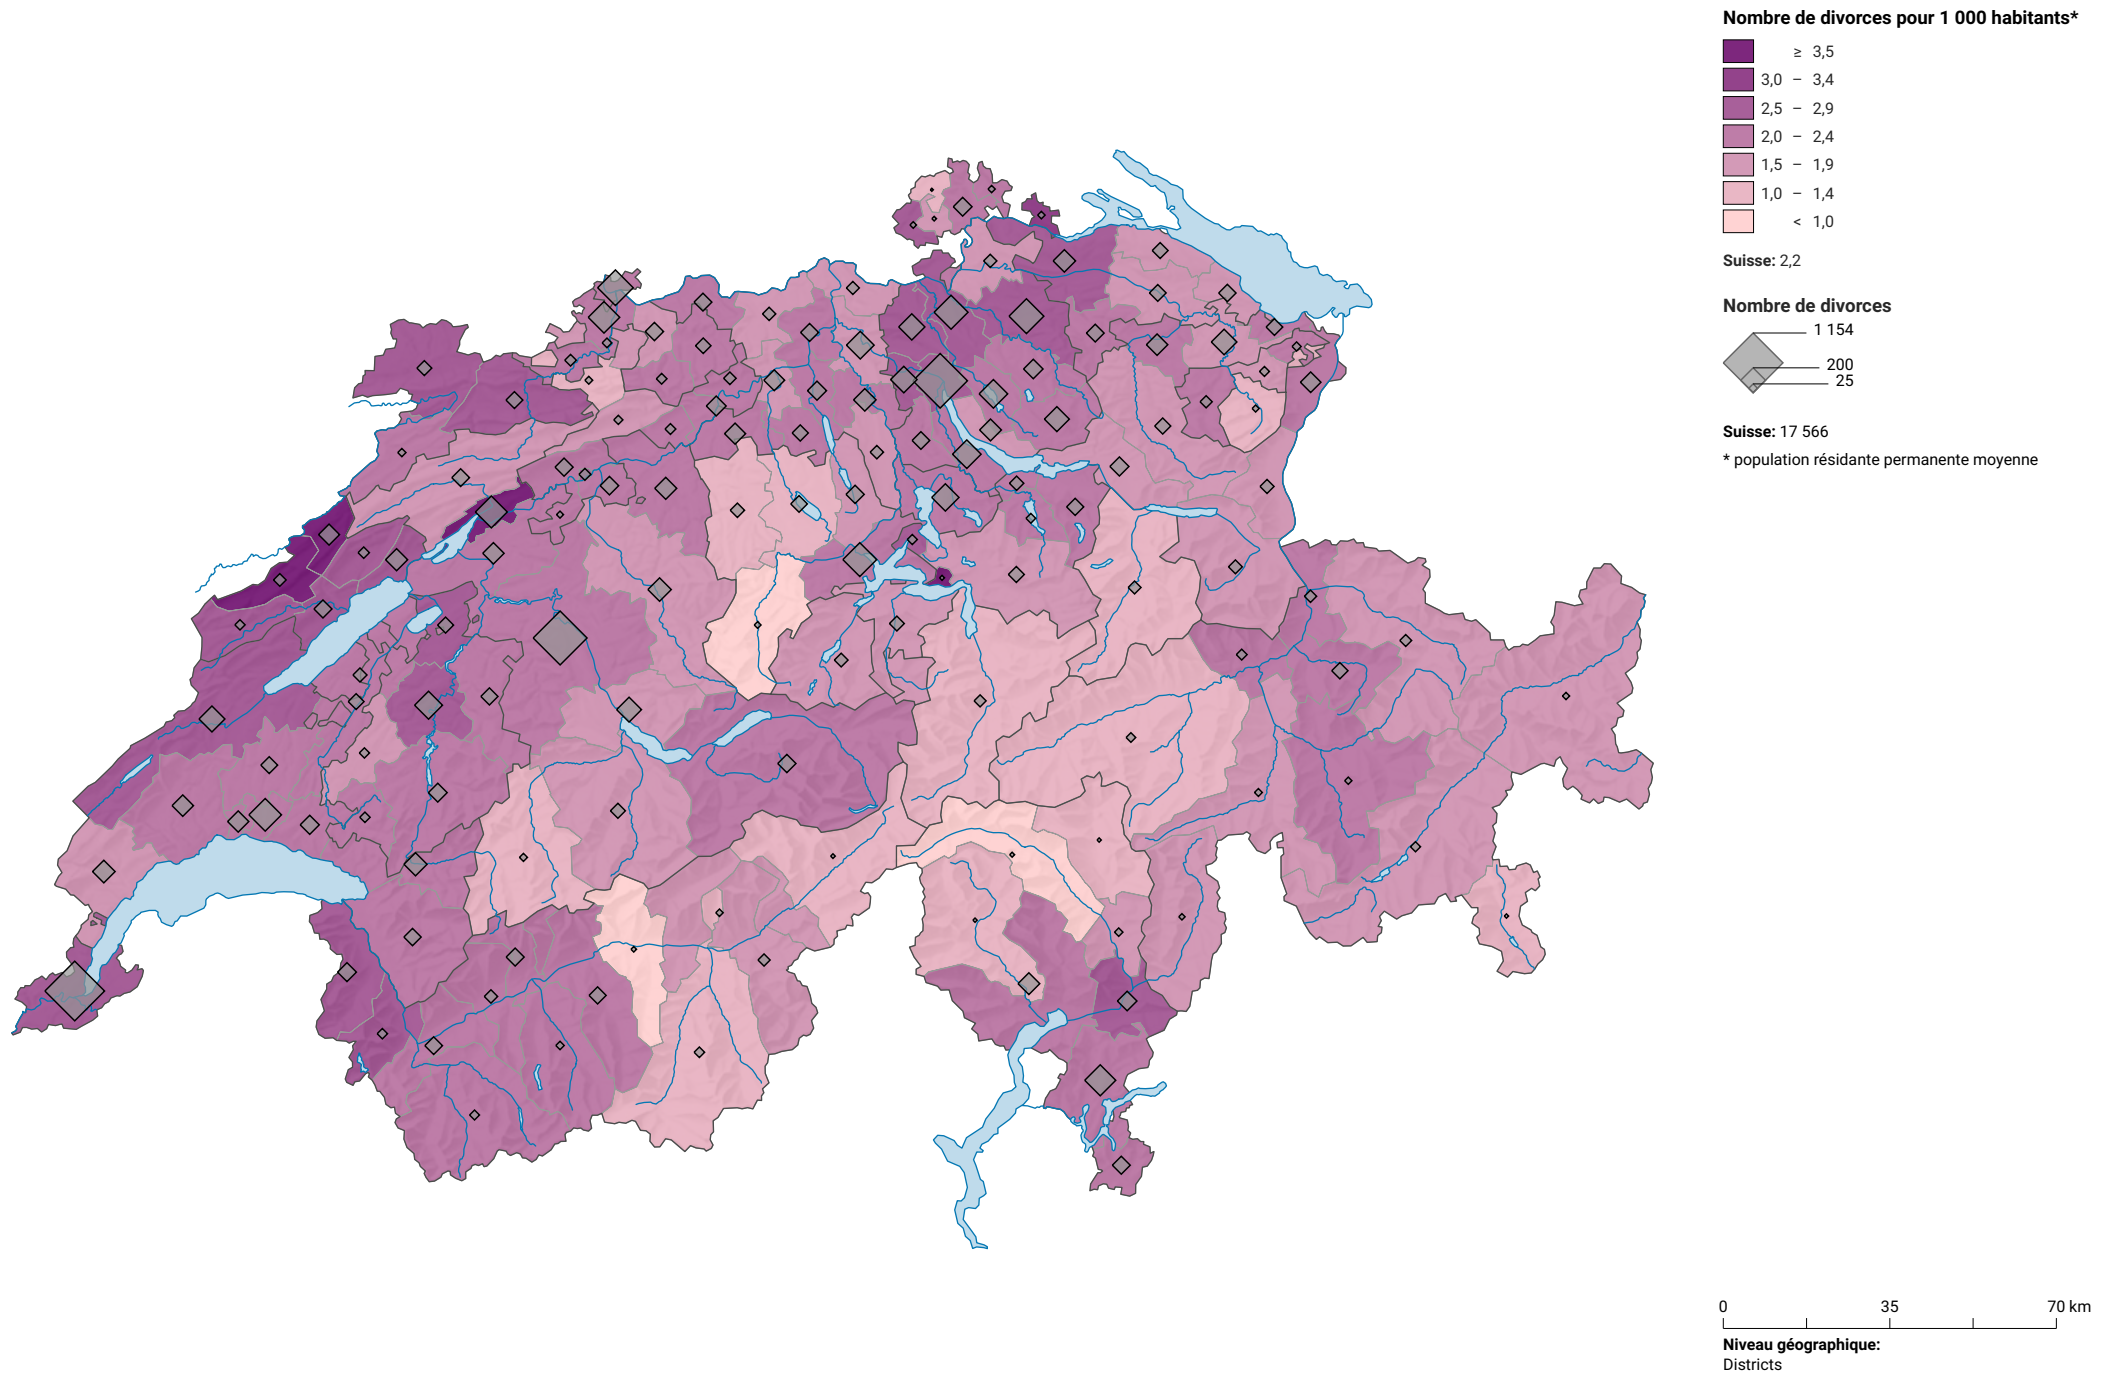 Nombre de divorces pour 1 000 habitants*
≥ 3,5
3,0 – 3,4
2,5 – 2,9
2,0 – 2,4
1,5 – 1,9
1,0 – 1,4
< 1,0
Suisse: 2,2
Nombre de divorces
1 154
200
25
Suisse: 17 566
* population résidante permanente moyenne
0 35 70 km
Niveau géographique:
Districts